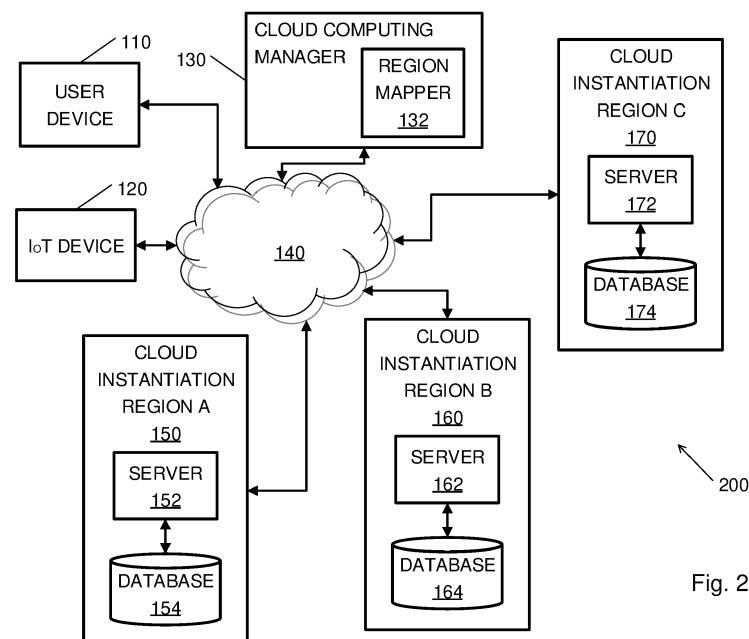 110
USER
DEVICE
120
IoT DEVICE
130
CLOUD COMPUTING
MANAGER
REGION
MAPPER
132
140
CLOUD
INSTANTIATION
REGION C
170
SERVER
172
DATABASE
174
CLOUD
INSTANTIATION
REGION A
150
SERVER
152
DATABASE
154
CLOUD
INSTANTIATION
REGION B
160
SERVER
162
DATABASE
164
200
Fig. 2